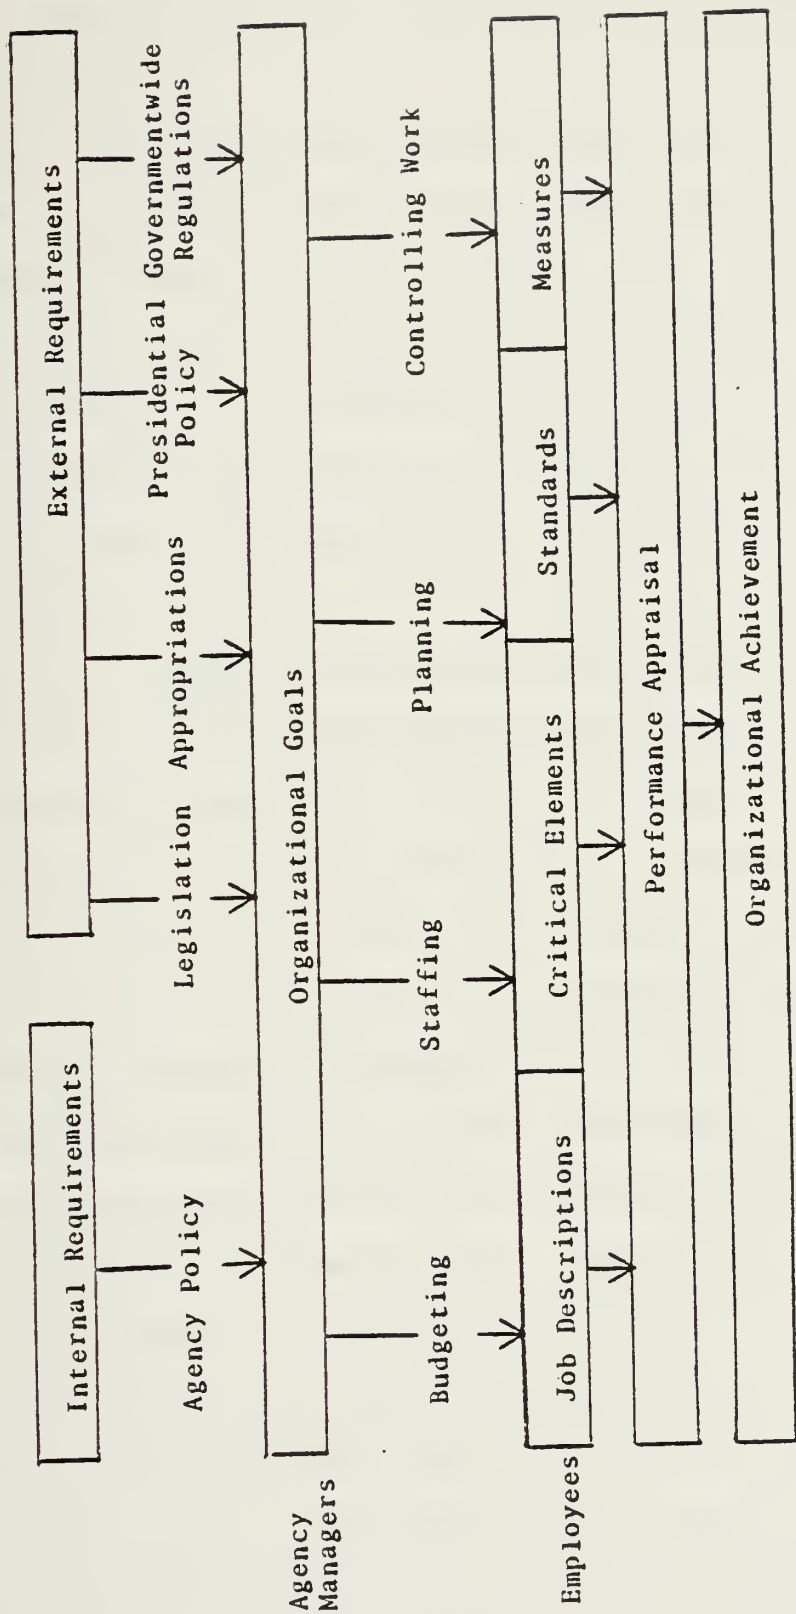 Internal Requirements
External Requirements
Agency Policy
Legislation
Appropriations
Presidential
Policy
Governmentwide
Regulations
Agency
Managers
Organizational Goals
Budgeting
Staffing
Planning
Controlling Work
Employees
Job Descriptions
Critical Elements
Standards
Measures
Performance Appraisal
Organizational Achievement